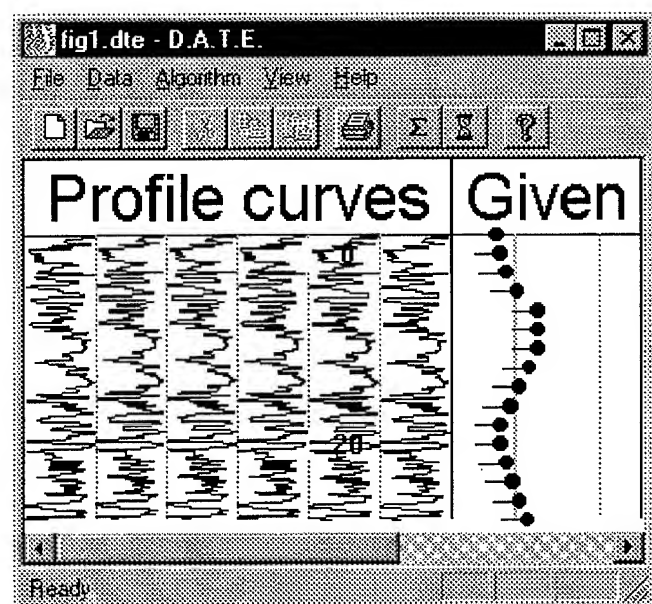 fig1.dte - D.A.T.E.
File Data Algorithm View Help
Σ ?
Profile curves Given
0
20
Ready